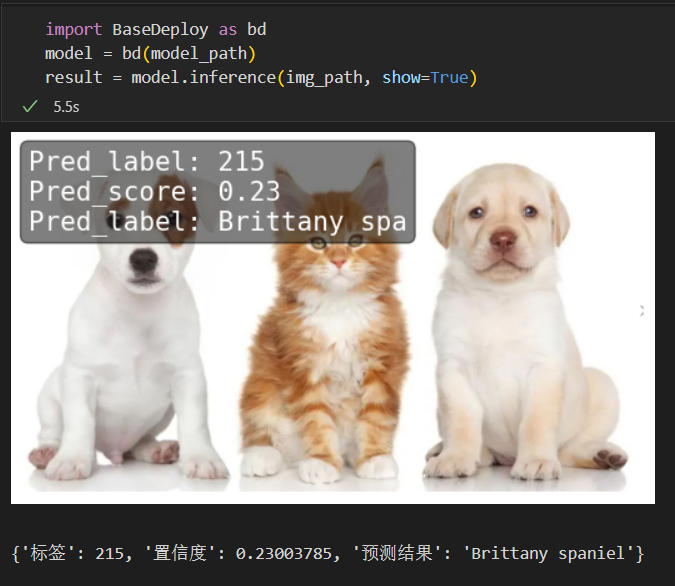 import BaseDeploy as bd
model = bd(model_path)
result = model.inference(img_path, show=True)
5.5s
Pred_label: 215
Pred_score: 0.23
Pred_label: Brittany spa
{'标签': 215, '置信度': 0.23003785, '预测结果': 'Brittany spaniel'}